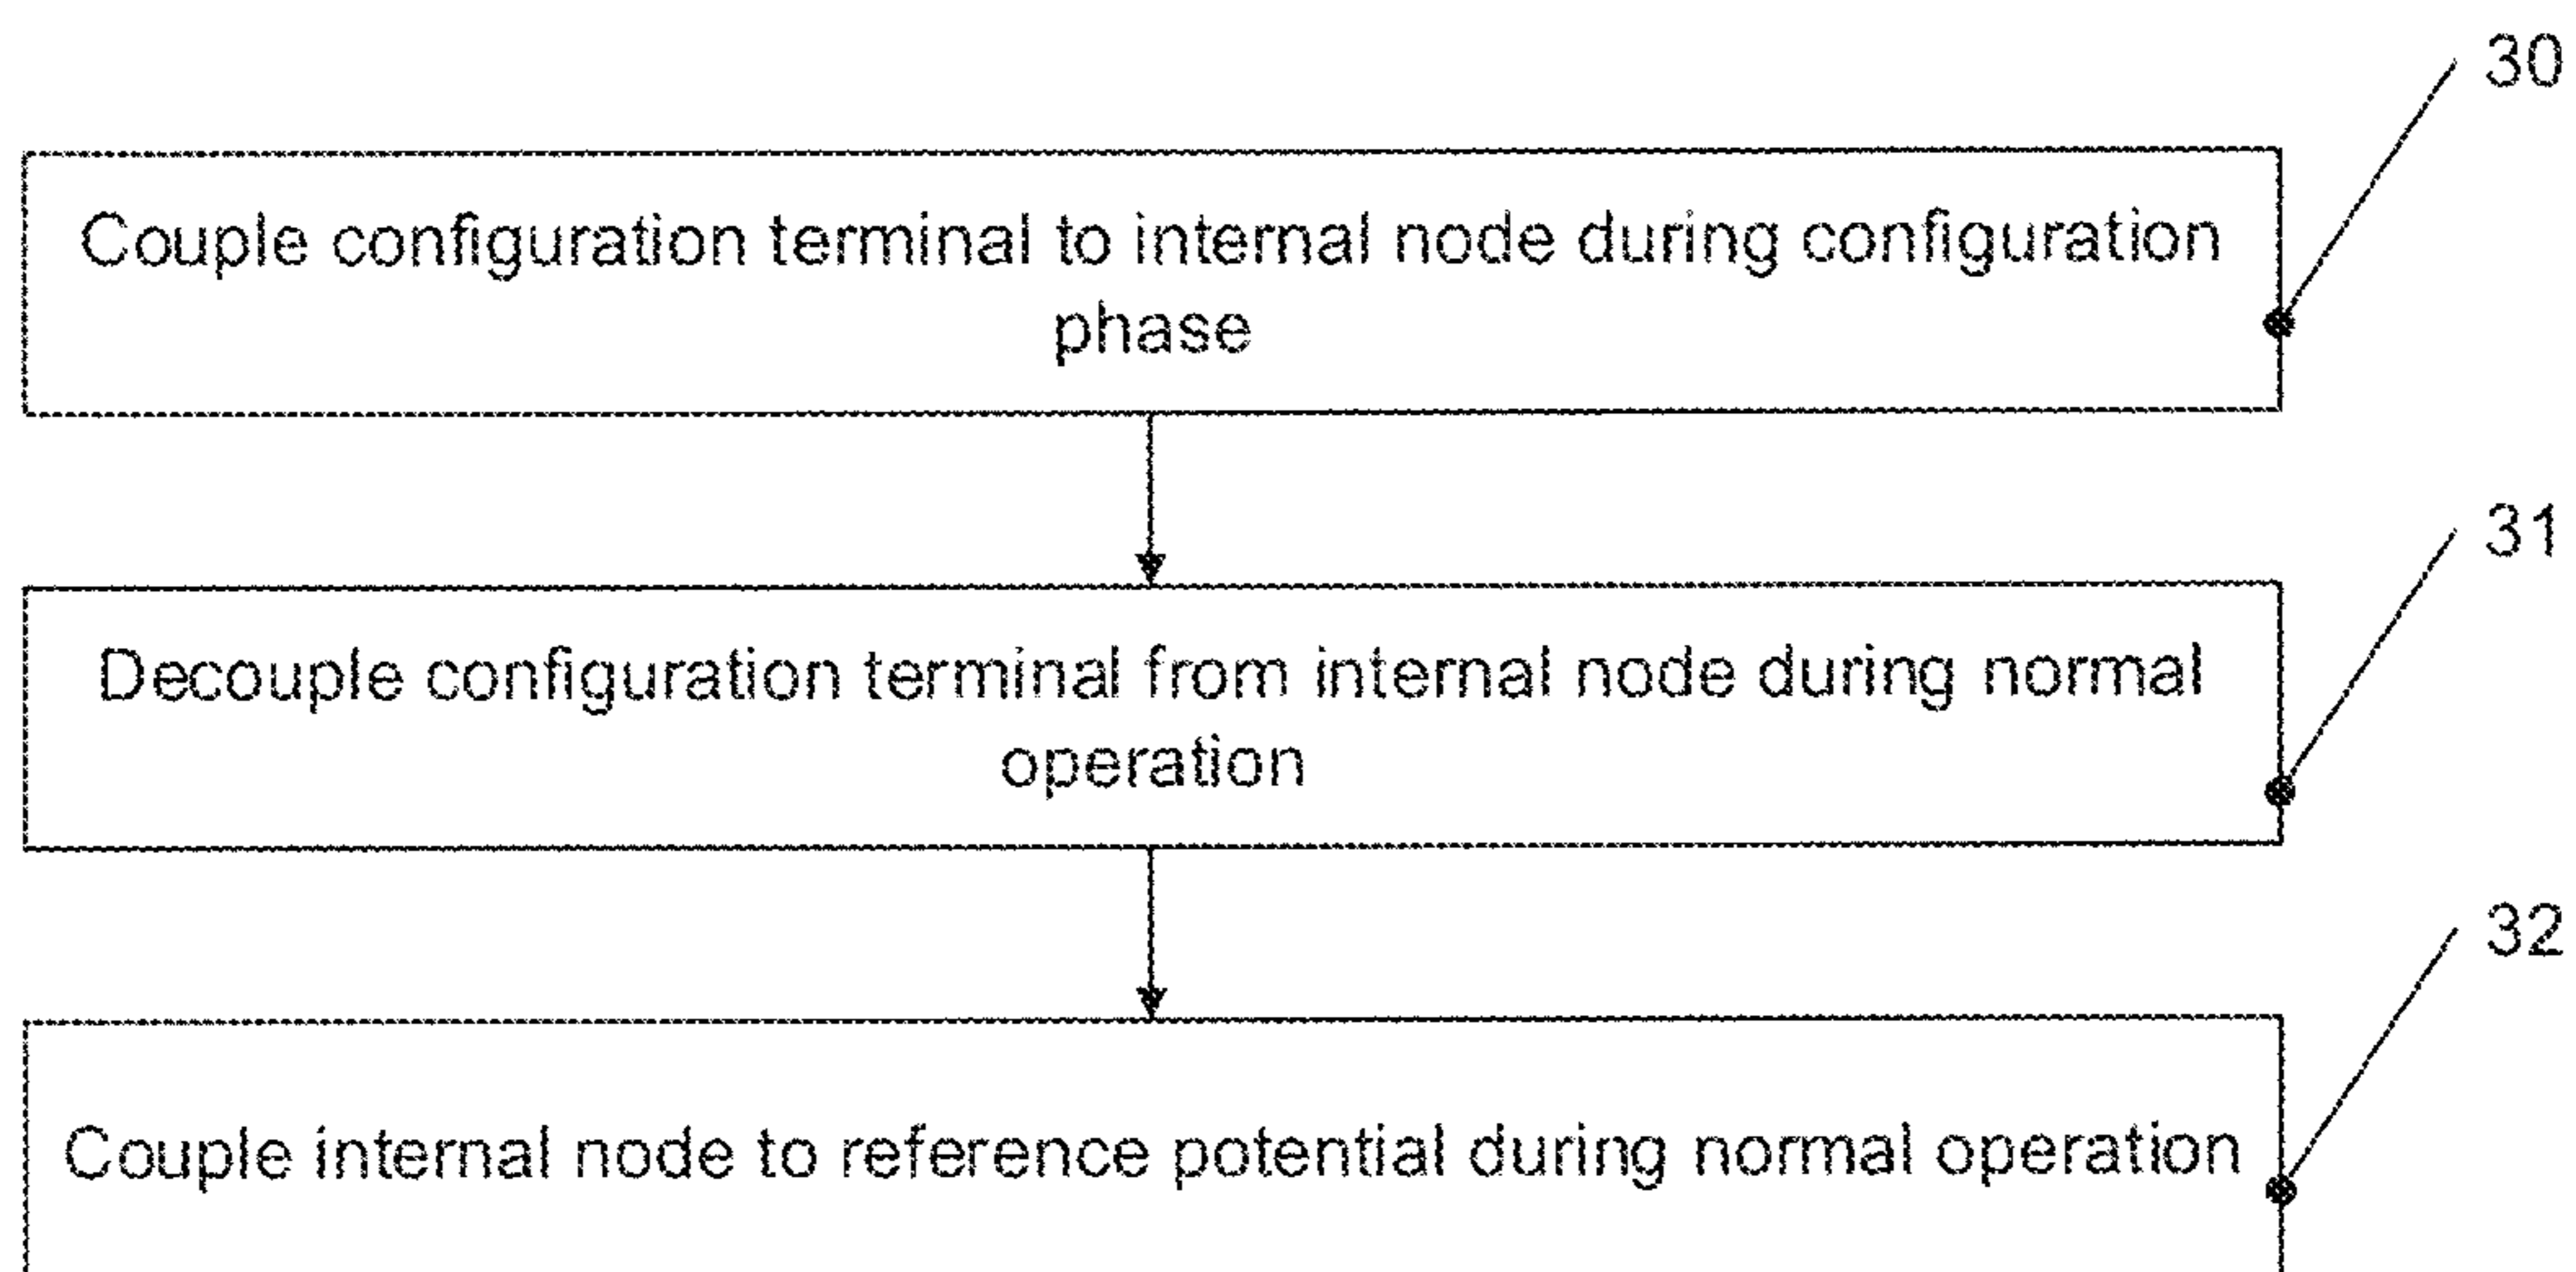 30
Couple configuration terminal to internal node during configuration
phase
31
Decouple configuration terminal from internal node during normal
operation
32
Couple internal node to reference potential during normal operation